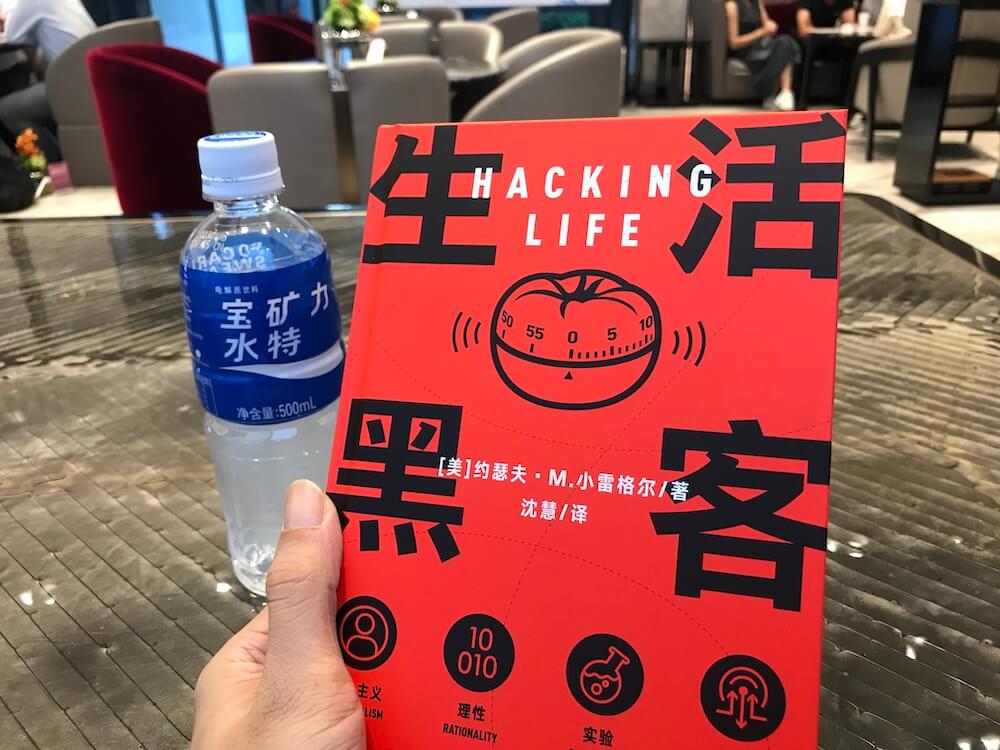 生活
HACKING
LIFE
50 55 0 5 10
黑客
[美]约瑟夫·M.小雷格尔/著
沈慧/译
10
010
主义
理性
RATIONALITY
实验
电解质饮料
宝矿力
水特
净含量:500mL